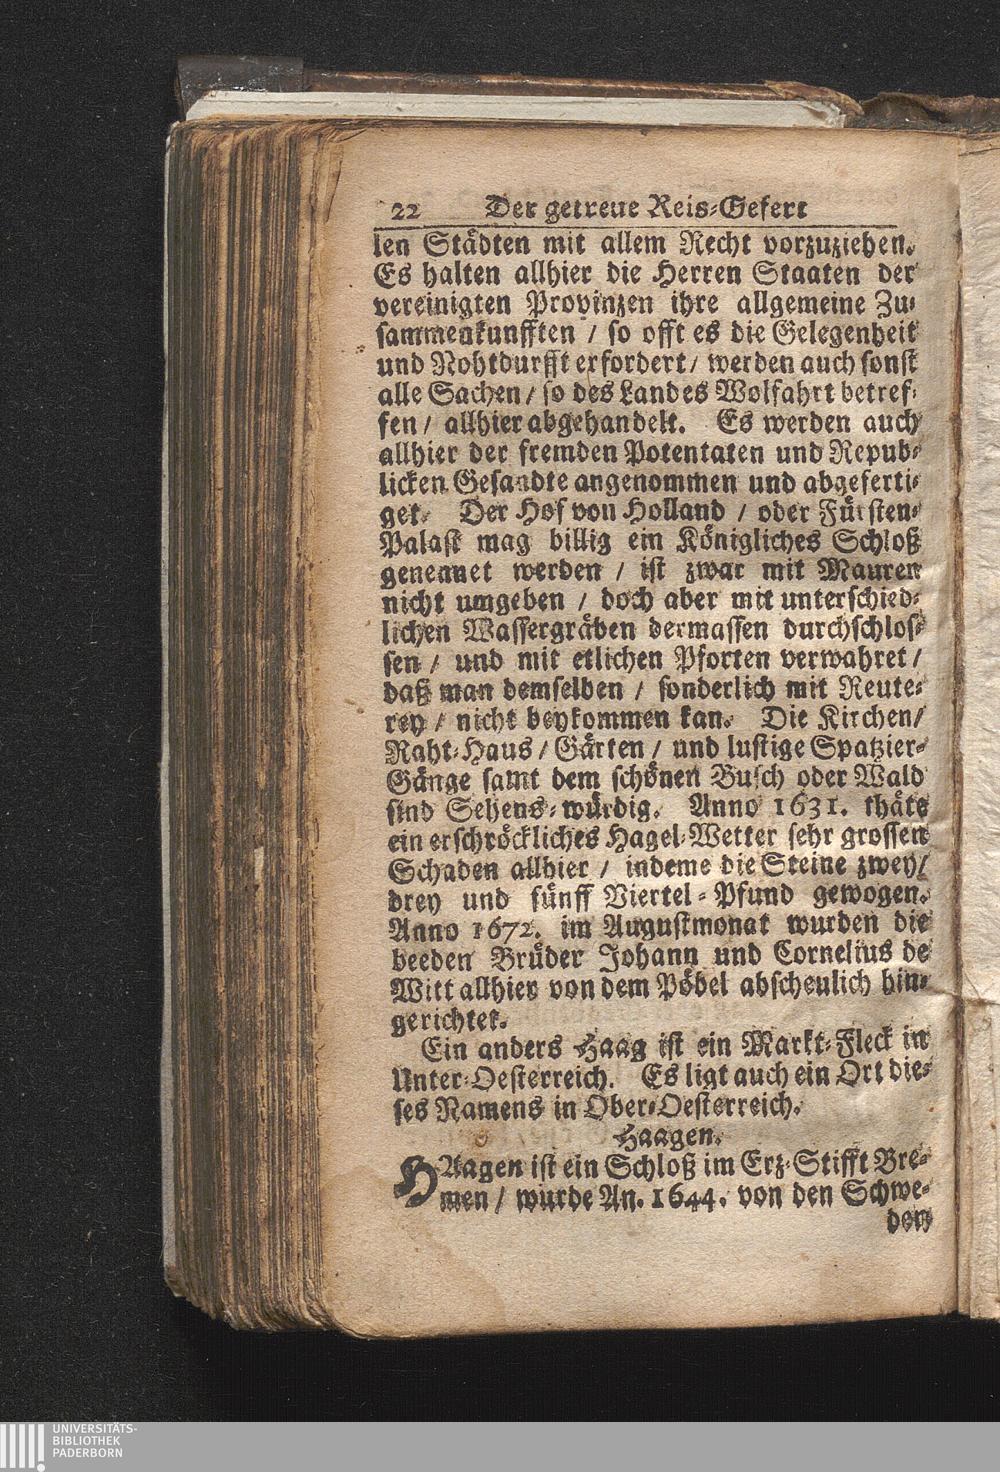 22 Der getreue Reis-Gefert
len Städten mit allem Recht vorzuziehen.
Es halten allhier die Herren Staaten der
vereinigten Provinzen ihre allgemeine Zu-
sammenkunfften / so offt es die Gelegenheit
und Nohtdurfft erfordert / werden auch sonst
alle Sachen / so des Landes Wolfahrt betref-
fen / allhier abgehandelt. Es werden auch
allhier der fremden Potentaten und Repub-
licken Gesandte angenommen und abgeferti-
get. Der Hof von Holland / oder Fürsten-
Palast mag billig ein Königliches Schloß
genennet werden / ist zwar mit Mauren
nicht umgeben / doch aber mit unterschied-
lichen Wassergräben dermassen durchschlos-
sen / und mit etlichen Pforten verwahret /
daß man demselben / sonderlich mit Reute-
rey / nicht beykommen kan. Die Kirchen /
Raht-Haus / Gärten / und lustige Spatzier-
Gänge samt dem schönen Busch oder Wald
sind Sehens-würdig. Anno 1631. thäte
ein erschröckliches Hagel-Wetter sehr grossen
Schaden allhier / indeme die Steine zwey /
drey und fünff Viertel-Pfund gewogen.
Anno 1672. im Augustmonat wurden die
beeden Brüder Johann und Cornelius de
Witt allhier von dem Pöbel abscheulich hin-
gerichtet.
Ein anders Haag ist ein Markt-Fleck in
Unter-Oesterreich. Es ligt auch ein Ort die-
ses Namens in Ober-Oesterreich.
Haagen.
HAagen ist ein Schloß im Erz-Stifft Bre-
men / wurde An. 1644. von den Schwe-
den
UNIVERSITÄTS-
BIBLIOTHEK
PADERBORN